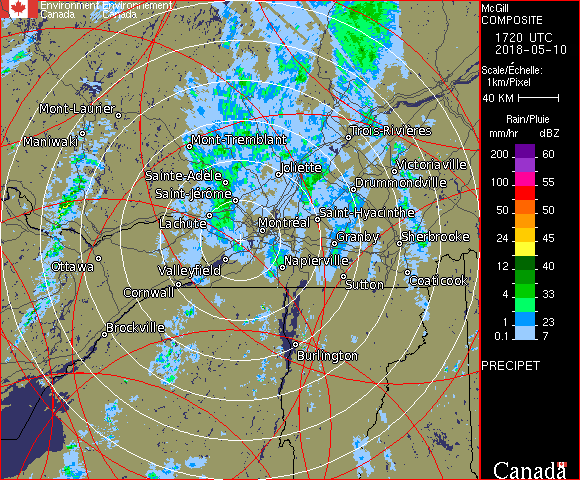 Environment Environnement
Canada Canada
Mont-Laurier
Maniwaki
Mont-Tremblant
Trois-Rivières
Joliette
Victoriaville
Sainte-Adèle
Drummondville
Saint-Jérôme
Saint-Hyacinthe
Lachute
Montréal
Granby
Sherbrooke
Ottawa
Valleyfield
Napierville
Sutton
Coaticook
Cornwall
Brockville
Burlington
McGill
COMPOSITE
1720 UTC
2018-05-10
Scale/Échelle:
1km/Pixel
40 KM
Rain/Pluie
mm/hr dBZ
200 60
100 55
50 50
24 45
12 40
4 33
1 23
0.1 7
PRECIPET
Canada